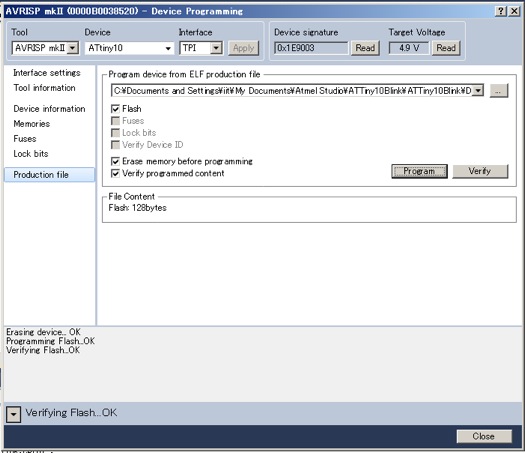 AVRISP mkII (0000B0038520) - Device Programming
Tool Device Interface Device signature Target Voltage
AVRISP mkII ATtiny10 TPI Apply 0x1E9003 Read 4.9 V Read
Interface settings
Tool information
Device information
Memories
Fuses
Lock bits
Production file
Program device from ELF production file
C:¥Documents and Settings¥iit¥My Documents¥Atmel Studio¥ATTiny10Blink¥ATTiny10Blink¥D ...
Flash
Fuses
Lock bits
Verify Device ID
Erase memory before programming
Verify programmed content
Program Verify
File Content
Flash: 128bytes
Erasing device... OK
Programming Flash...OK
Verifying Flash...OK
Verifying Flash...OK
Close